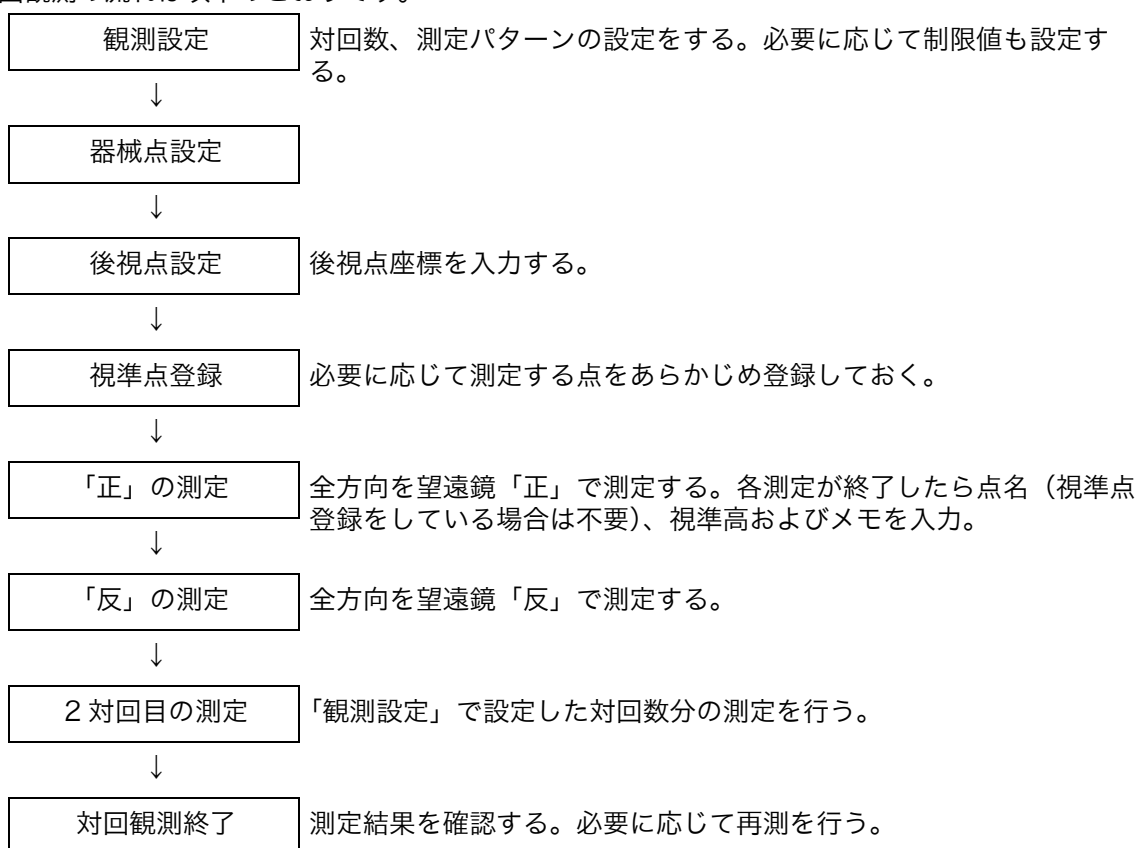 観測設定
対回数、測定パターンの設定をする。必要に応じて制限値も設定す
る。
↓
器械点設定
↓
後視点設定
後視点座標を入力する。
↓
視準点登録
必要に応じて測定する点をあらかじめ登録しておく。
↓
「正」の測定
全方向を望遠鏡「正」で測定する。各測定が終了したら点名（視準点
登録をしている場合は不要）、視準高およびメモを入力。
↓
「反」の測定
全方向を望遠鏡「反」で測定する。
↓
2 対回目の測定
「観測設定」で設定した対回数分の測定を行う。
↓
対回観測終了
測定結果を確認する。必要に応じて再測を行う。